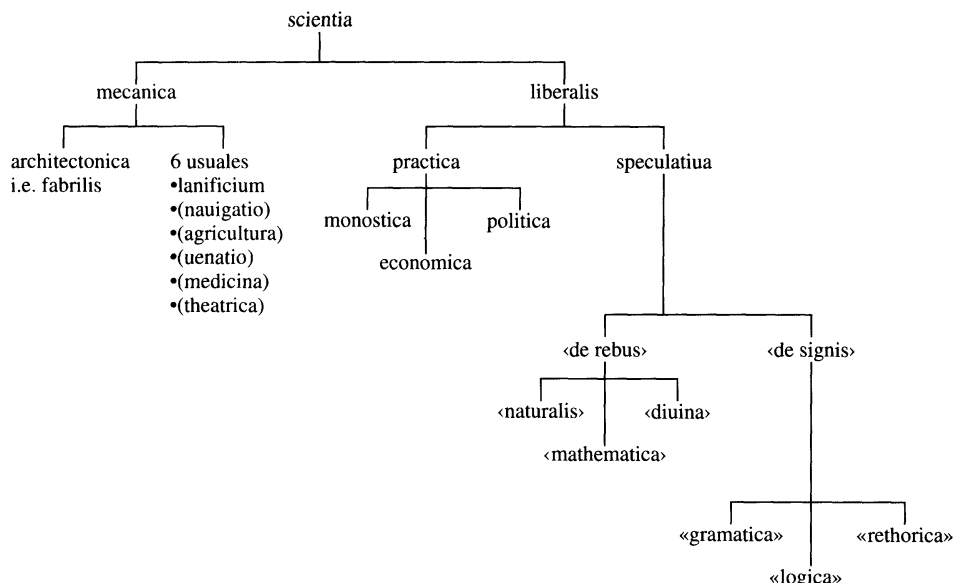 scientia
mecanica
liberalis
architectonica
i.e. fabrilis
6 usuales
•lanificium
•(nauigatio)
•(agricultura)
•(uenatio)
•(medicina)
•(theatrica)
practica
speculatiua
monostica
politica
economica
‹de rebus›
‹de signis›
‹naturalis›
‹diuina›
‹mathematica›
«gramatica»
«rethorica»
«logica»